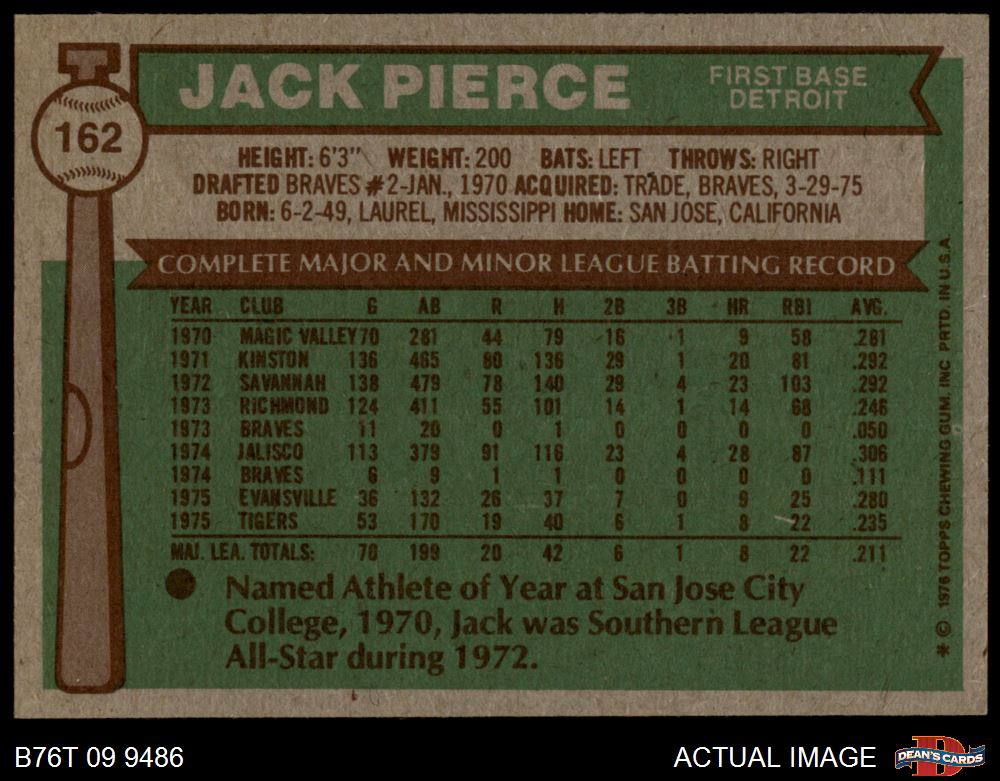 162
JACK PIERCE
FIRST BASE
DETROIT
HEIGHT: 6'3" WEIGHT: 200 BATS: LEFT THROWS: RIGHT
DRAFTED BRAVES #2-JAN., 1970 ACQUIRED: TRADE, BRAVES, 3-29-75
BORN: 6-2-49, LAUREL, MISSISSIPPI HOME: SAN JOSE, CALIFORNIA
COMPLETE MAJOR AND MINOR LEAGUE BATTING RECORD
YEAR CLUB G AB R H 2B 3B HR RBI AVG.
1970 MAGIC VALLEY 70 281 44 79 16 1 9 58 .281
1971 KINSTON 136 465 80 136 29 1 20 81 .292
1972 SAVANNAH 138 479 78 140 29 4 23 103 .292
1973 RICHMOND 124 411 55 101 14 1 14 68 .246
1973 BRAVES 11 20 0 1 0 0 0 0 .050
1974 JALISCO 113 379 91 116 23 4 28 87 .306
1974 BRAVES 6 9 1 1 0 0 0 0 .111
1975 EVANSVILLE 36 132 26 37 7 0 9 25 .280
1975 TIGERS 53 170 19 40 6 1 8 22 .235
MAJ. LEA. TOTALS: 70 199 20 42 6 1 8 22 .211
Named Athlete of Year at San Jose City
College, 1970, Jack was Southern League
All-Star during 1972.
* © 1976 TOPPS CHEWING GUM. INC PRTD. IN U.S.A.
B76T 09 9486
ACTUAL IMAGE
D
DEAN'S CARDS